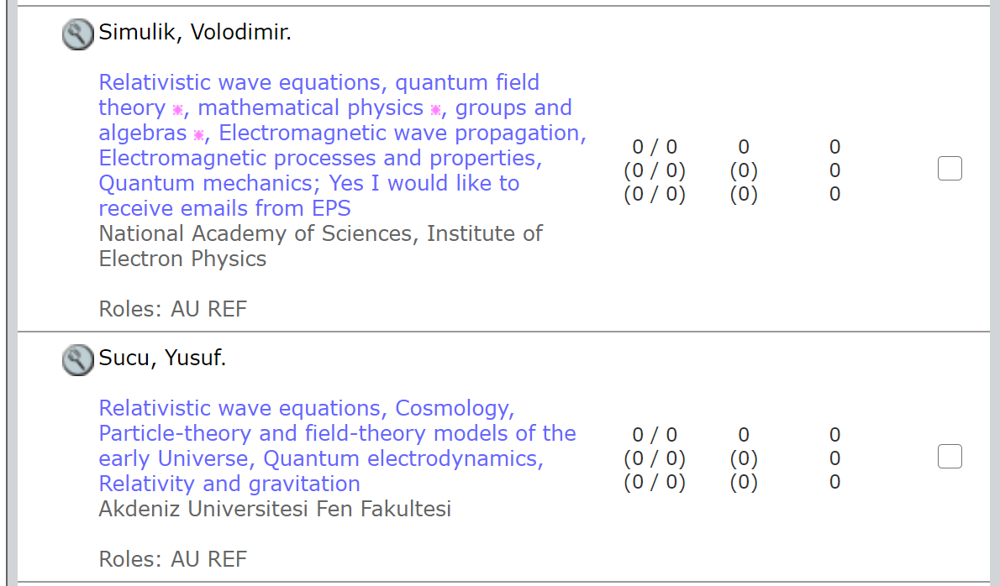 Simulik, Volodimir.
Relativistic wave equations, quantum field
theory , mathematical physics , groups and
algebras , Electromagnetic wave propagation,
Electromagnetic processes and properties,
Quantum mechanics; Yes I would like to
receive emails from EPS
National Academy of Sciences, Institute of
Electron Physics
Roles: AU REF
0 / 0 0 0
(0 / 0) (0) 0
(0 / 0) (0) 0
Sucu, Yusuf.
Relativistic wave equations, Cosmology,
Particle-theory and field-theory models of the
early Universe, Quantum electrodynamics,
Relativity and gravitation
Akdeniz Universitesi Fen Fakultesi
Roles: AU REF
0 / 0 0 0
(0 / 0) (0) 0
(0 / 0) (0) 0